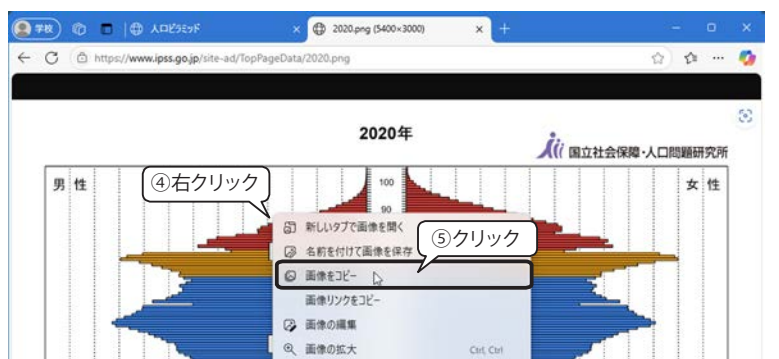 学校
人口ピラミッド
2020.png (5400×3000)
https://www.ipss.go.jp/site-ad/TopPageData/2020.png
2020年
国立社会保障・人口問題研究所
男 性
④右クリック
100
女 性
90
新しいタブで画像を開く
⑤クリック
名前を付けて画像を保存
画像をコピー
画像リンクをコピー
画像の編集
画像の拡大 Ctrl, Ctrl